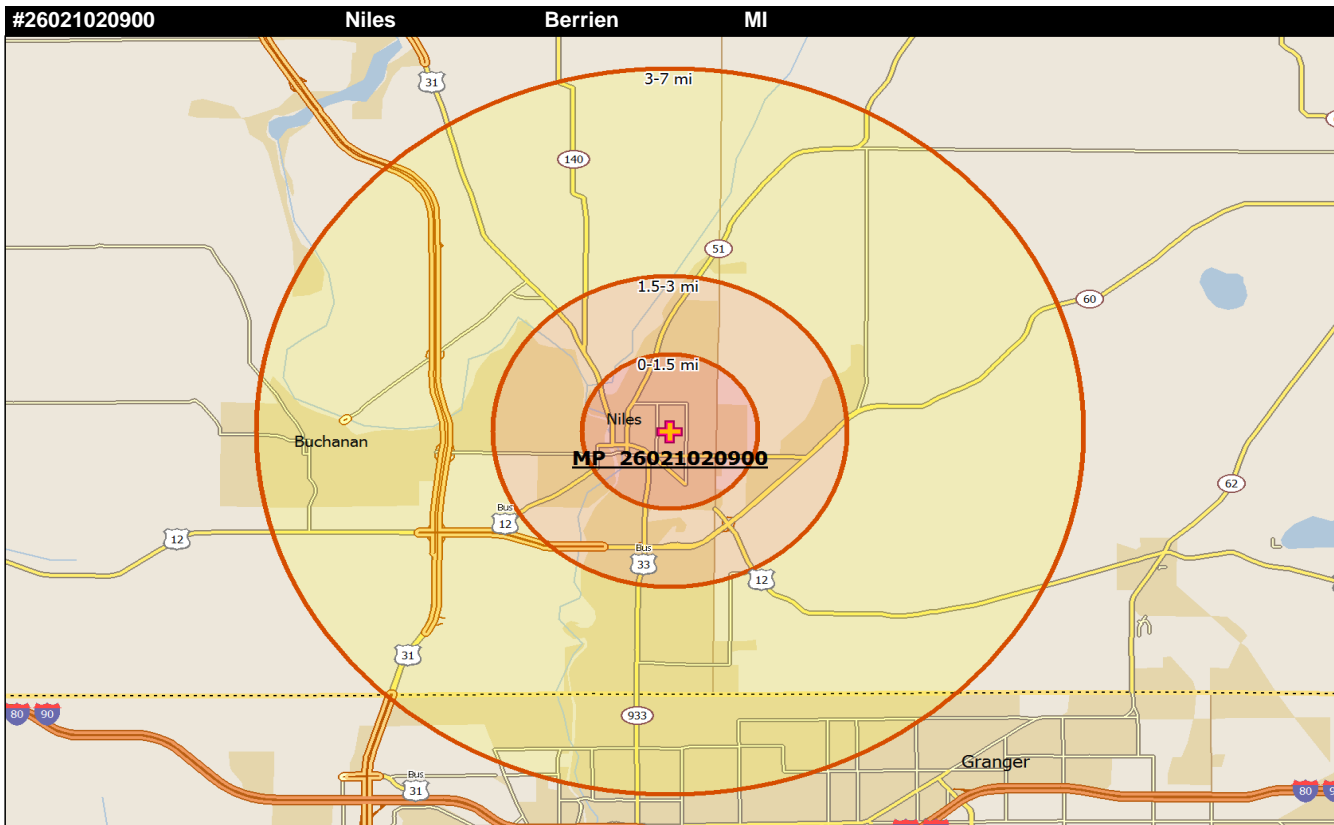 #26021020900 Niles Berrien MI
3-7 mi
31
140
51
1.5-3 mi
60
0-1.5 mi
Niles
Buchanan
MP 26021020900
62
Bus
12
12
Bus
33
12
31
80 90
933
Granger
Bus
31
80